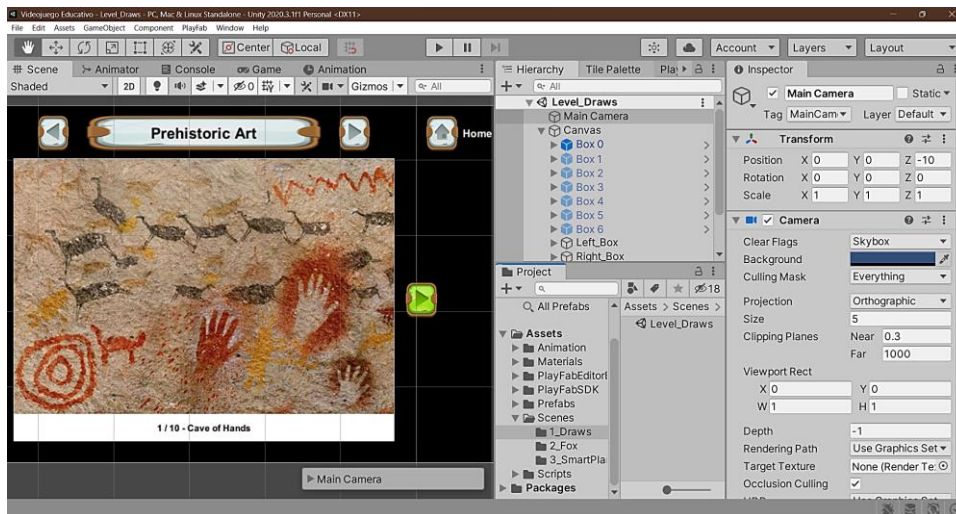 Videojuego Educativo - Level_Draws - PC, Mac & Linux Standalone - Unity 2020.3.1f1 Personal <DX11>
File Edit Assets GameObject Component PlayFab Window Help
Center Local Account Layers Layout
Scene Animator Console Game Animation
Shaded 2D 0 Gizmos All
Prehistoric Art
Home
1 / 10 - Cave of Hands
Main Camera
Hierarchy Tile Palette Pla
All
Level_Draws
Main Camera
Canvas
Box 0
Box 1
Box 2
Box 3
Box 4
Box 5
Box 6
Left_Box
Right_Box
Project
18
All Prefabs
Assets
Animation
Materials
PlayFabEditorE
PlayFabSDK
Prefabs
Scenes
1_Draws
2_Fox
3_SmartPla
Scripts
Packages
Assets > Scenes >
Level_Draws
Inspector
Main Camera Static
Tag MainCam Layer Default
Transform
Position X 0 Y 0 Z -10
Rotation X 0 Y 0 Z 0
Scale X 1 Y 1 Z 1
Camera
Clear Flags Skybox
Background
Culling Mask Everything
Projection Orthographic
Size 5
Clipping Planes Near 0.3
Far 1000
Viewport Rect
X 0 Y 0
W 1 H 1
Depth -1
Rendering Path Use Graphics Set
Target Texture None (Render Te:
Occlusion Culling